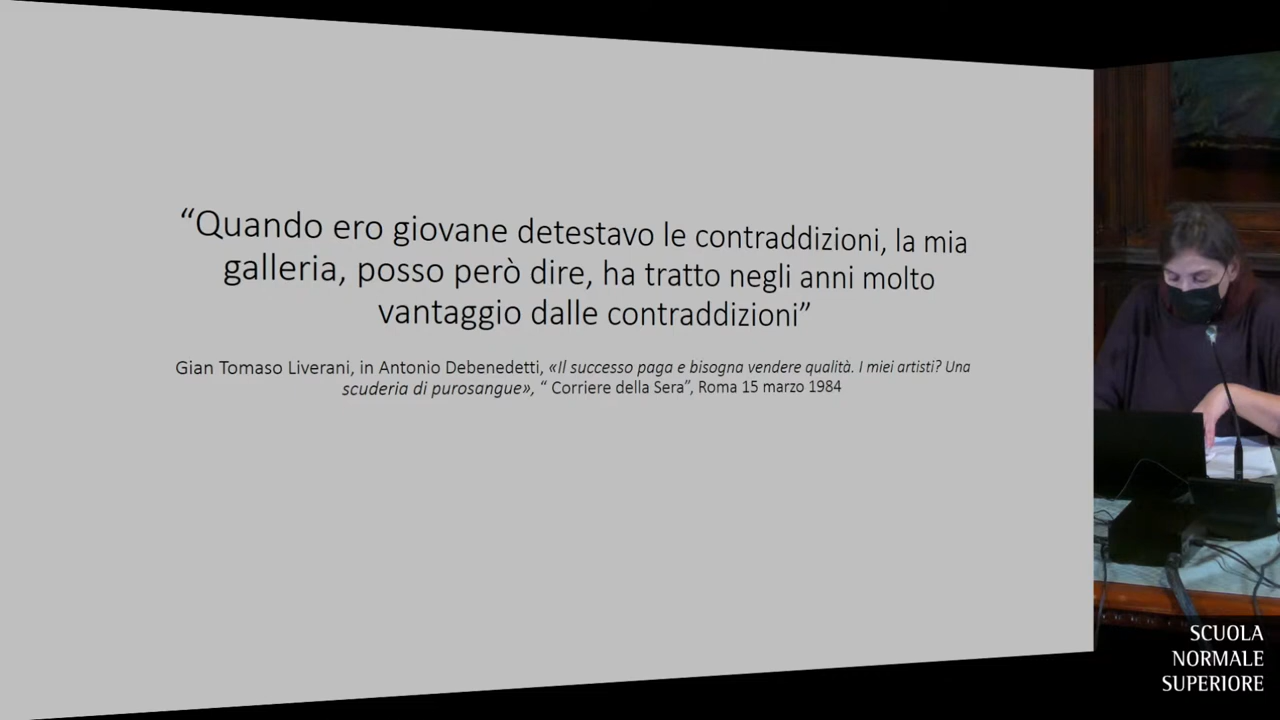 “Quando ero giovane detestavo le contraddizioni, la mia
galleria, posso però dire, ha tratto negli anni molto
vantaggio dalle contraddizioni”
Gian Tomaso Liverani, in Antonio Debenedetti, «Il successo paga e bisogna vendere qualità. I miei artisti? Una
scuderia di purosangue», “ Corriere della Sera”, Roma 15 marzo 1984
SCUOLA
NORMALE
SUPERIORE